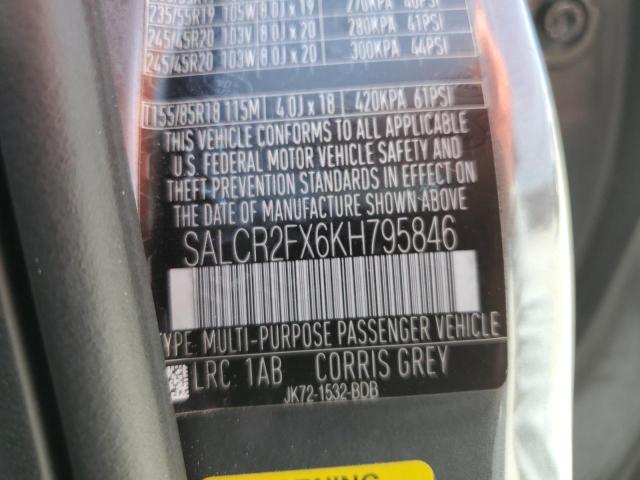 235/55R19 105W 8.0J x 19 270KPA 40PSI
245/45R20 103V 8.0J x 20 280KPA 41PSI
245/45R20 103W 8.0J x 20 300KPA 44PSI
T155/85R18 115M 4.0J x 18 420KPA 61PSI
THIS VEHICLE CONFORMS TO ALL APPLICABLE
U.S. FEDERAL MOTOR VEHICLE SAFETY AND
THEFT-PREVENTION STANDARDS IN EFFECT ON
THE DATE OF MANUFACTURE SHOWN ABOVE
SALCR2FX6KH795846
TYPE: MULTI-PURPOSE PASSENGER VEHICLE
LRC 1AB CORRIS GREY
JK72-1532-BDB